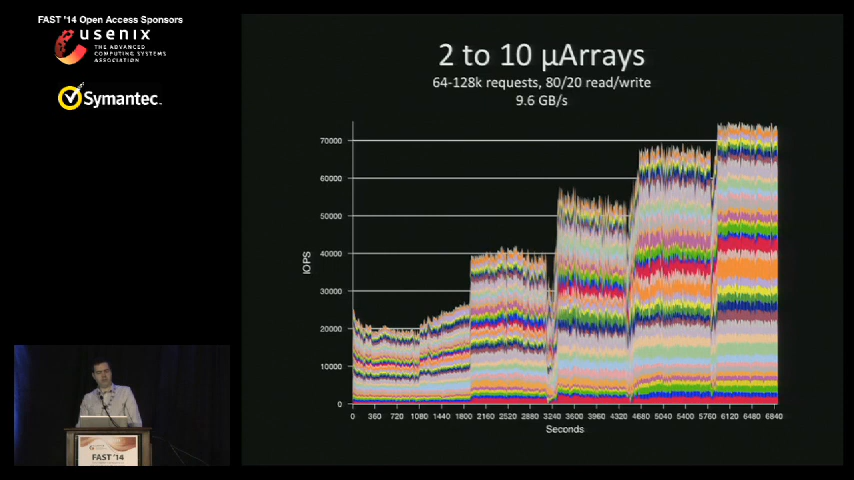 FAST '14 Open Access Sponsors
usenix
THE ADVANCED
COMPUTING SYSTEMS
ASSOCIATION
Symantec.
2 to 10 µArrays
64-128k requests, 80/20 read/write
9.6 GB/s
70000
60000
50000
40000
30000
20000
10000
0
IOPS
0 360 720 1080 1440 1800 2160 2520 2880 3240 3600 3960 4320 4680 5040 5400 5760 6120 6480 6840
Seconds
FAST '14